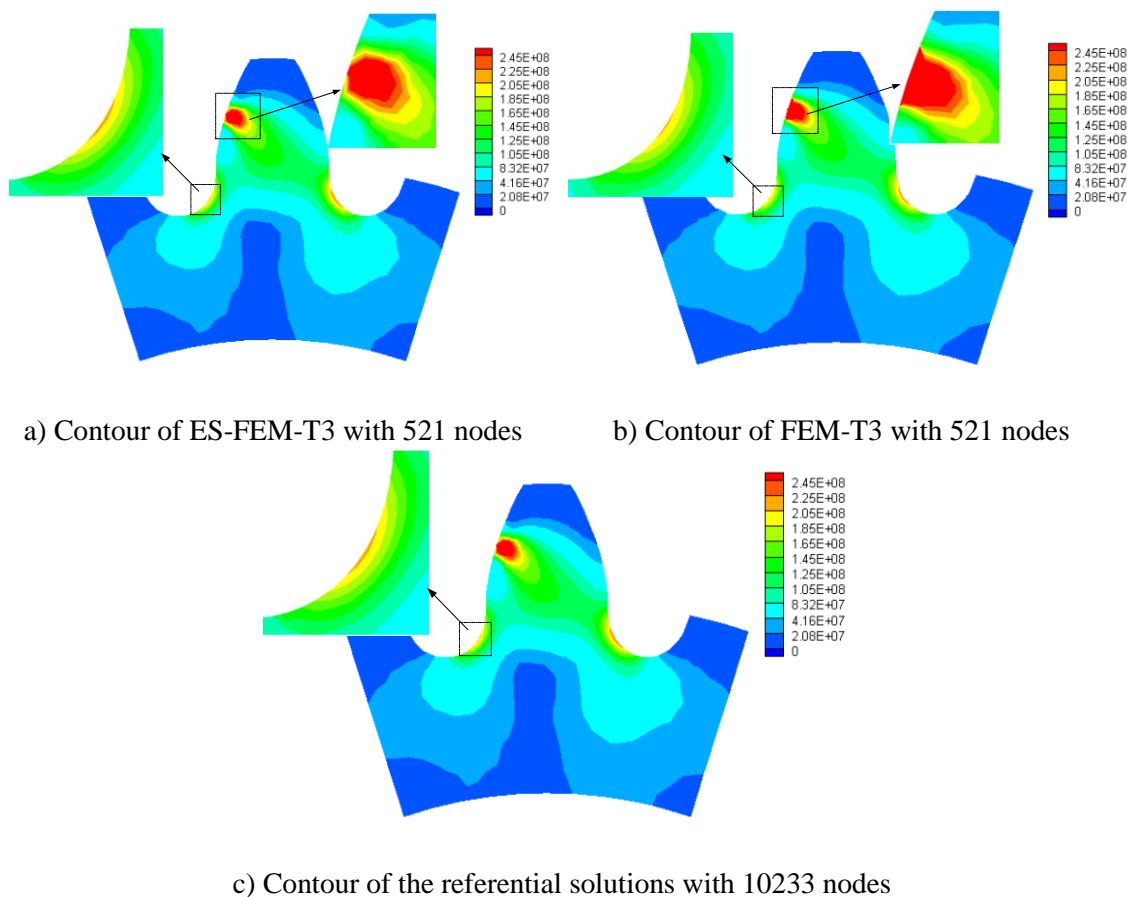 2.45E+08
2.25E+08
2.05E+08
1.85E+08
1.65E+08
1.45E+08
1.25E+08
1.05E+08
8.32E+07
4.16E+07
2.08E+07
0
2.45E+08
2.25E+08
2.05E+08
1.85E+08
1.65E+08
1.45E+08
1.25E+08
1.05E+08
8.32E+07
4.16E+07
2.08E+07
0
a) Contour of ES-FEM-T3 with 521 nodes
b) Contour of FEM-T3 with 521 nodes
2.45E+08
2.05E+08
1.85E+08
1.65E+08
1.45E+08
1.25E+08
1.05E+08
8.32E+07
4.16E+07
2.08E+07
0
c) Contour of the referential solutions with 10233 nodes